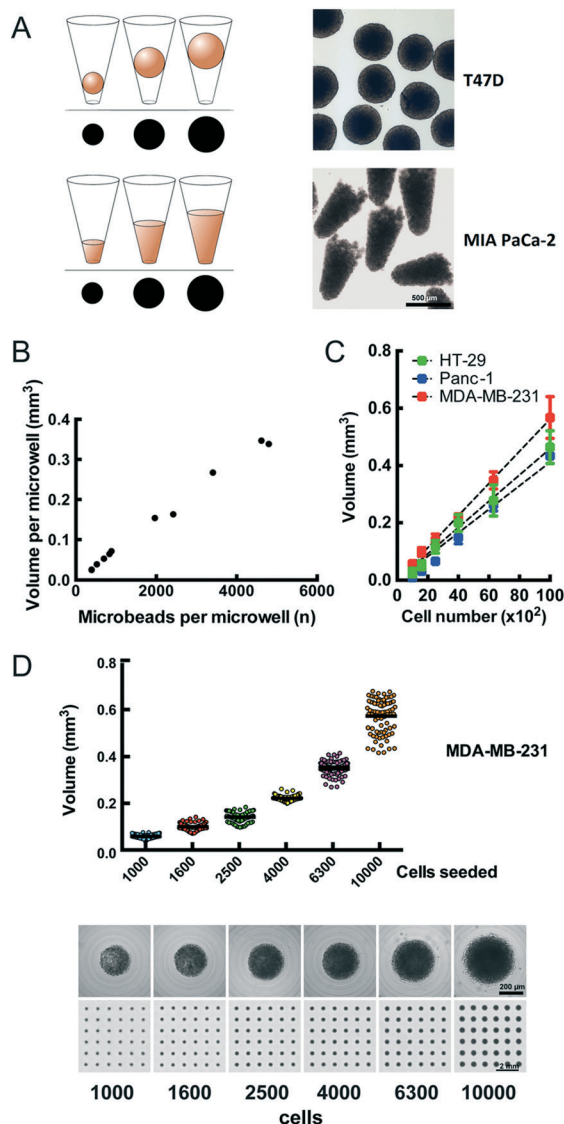 A
T47D
MIA PaCa-2
500 µm
B
Volume per microwell (mm³)
0.4
0.3
0.2
0.1
0.0
0 2000 4000 6000
Microbeads per microwell (n)
C
HT-29
Panc-1
MDA-MB-231
Volume (mm³)
0.8
0.6
0.4
0.2
0.0
0 20 40 60 80 100
Cell number (x10²)
D
Volume (mm³)
0.8
0.6
0.4
0.2
0.0
MDA-MB-231
1000 1600 2500 4000 6300 10000
Cells seeded
200 µm
2 mm
1000 1600 2500 4000 6300 10000
cells